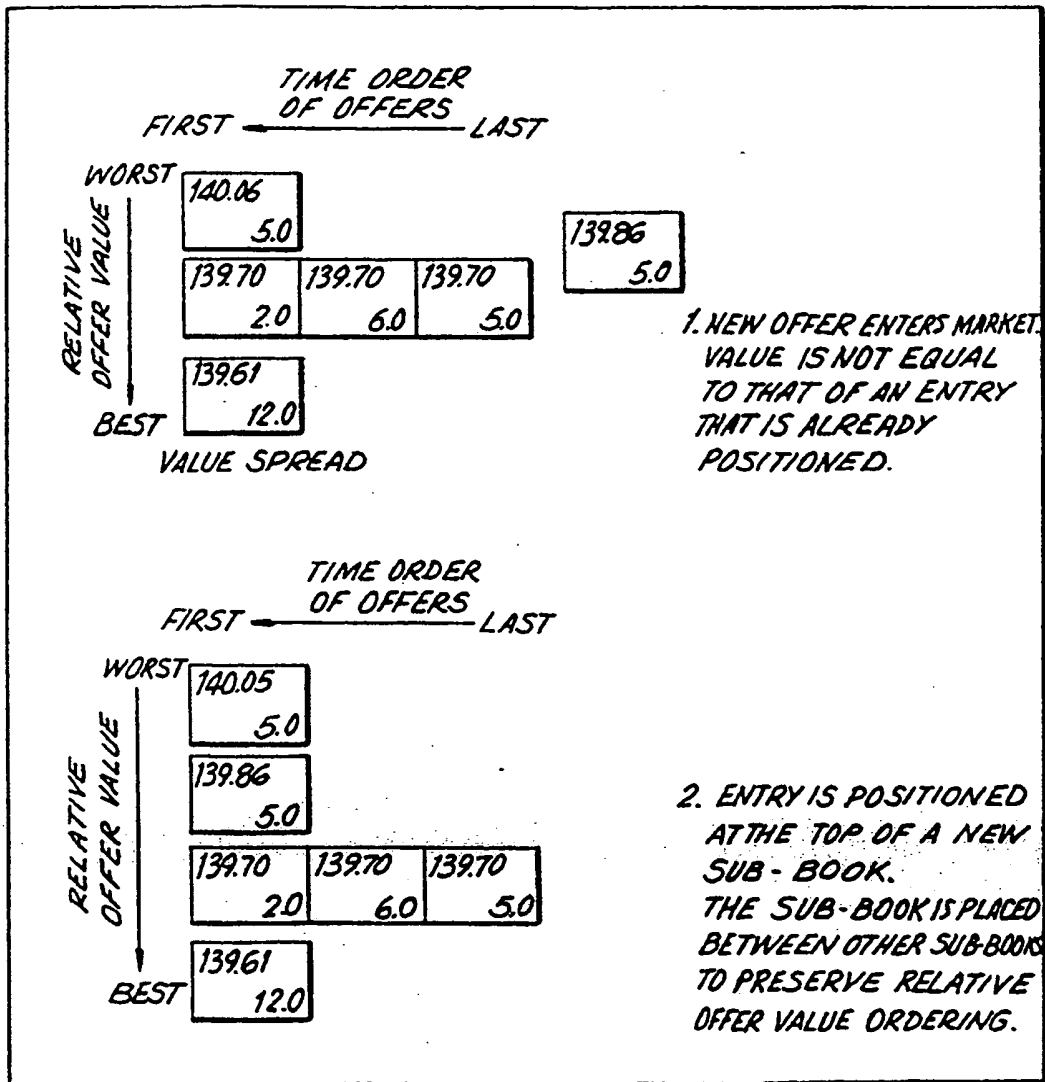 TIME ORDER
OF OFFERS
FIRST LAST
WORST
RELATIVE
OFFER VALUE
BEST
140.06
5.0
139.86
5.0
139.70 139.70 139.70
2.0 6.0 5.0
139.61
12.0
VALUE SPREAD
1. NEW OFFER ENTERS MARKET.
VALUE IS NOT EQUAL
TO THAT OF AN ENTRY
THAT IS ALREADY
POSITIONED.
TIME ORDER
OF OFFERS
FIRST LAST
WORST
RELATIVE
OFFER VALUE
BEST
140.05
5.0
139.86
5.0
139.70 139.70 139.70
2.0 6.0 5.0
139.61
12.0
2. ENTRY IS POSITIONED
AT THE TOP OF A NEW
SUB-BOOK.
THE SUB-BOOK IS PLACED
BETWEEN OTHER SUB-BOOKS
TO PRESERVE RELATIVE
OFFER VALUE ORDERING.